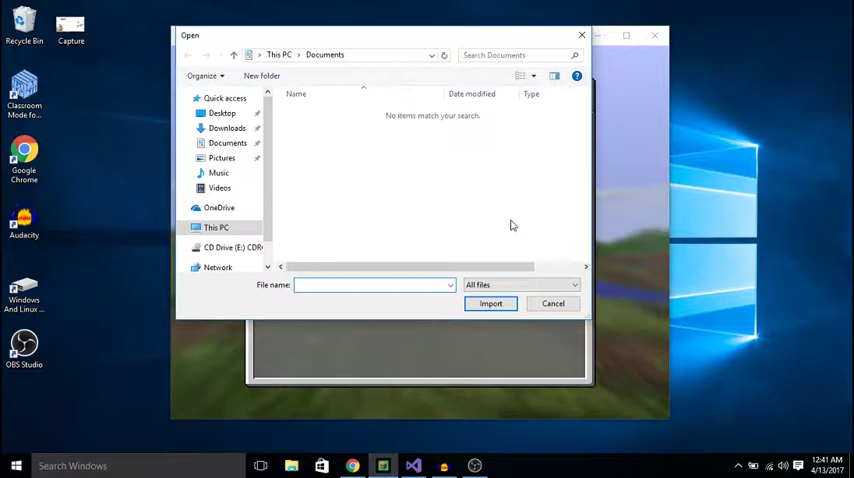 Recycle Bin
Capture
Classroom
Mode fo...
Google
Chrome
Audacity
Windows
And Linux ...
OBS Studio
Open
This PC > Documents
Search Documents
Organize
New folder
Quick access
Desktop
Downloads
Documents
Pictures
Music
Videos
OneDrive
This PC
CD Drive (E:) CDR
Network
Name
Date modified
Type
No items match your search.
File name:
All files
Import
Cancel
Search Windows
12:41 AM
4/13/2017